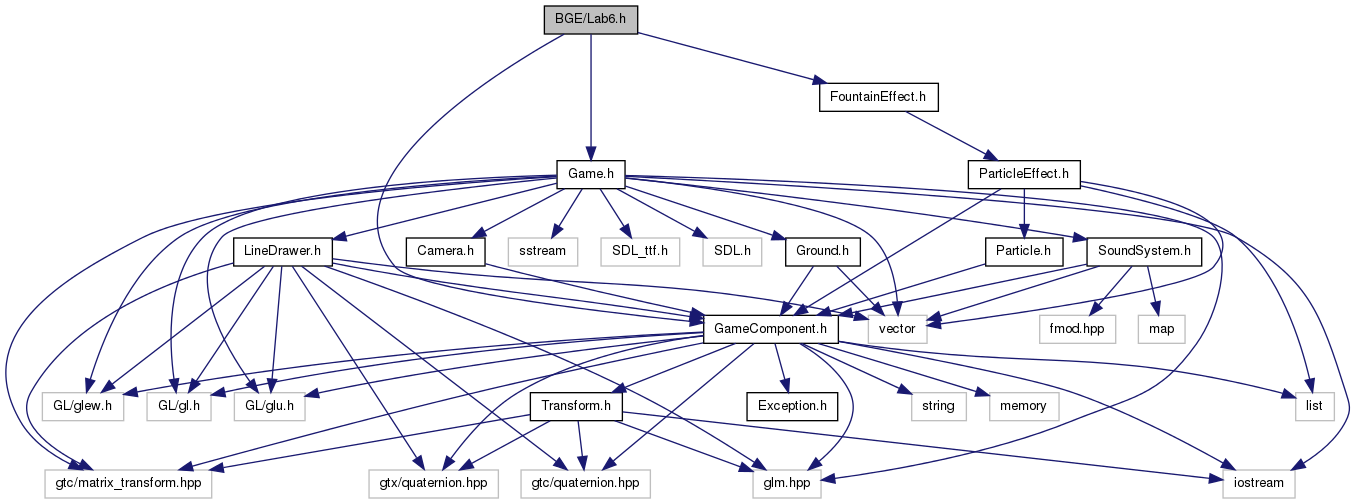 BGE/Lab6.h
FountainEffect.h
Game.h
ParticleEffect.h
LineDrawer.h
Camera.h
sstream
SDL_ttf.h
SDL.h
Ground.h
Particle.h
SoundSystem.h
GameComponent.h
vector
fmod.hpp
map
GL/glew.h
GL/gl.h
GL/glu.h
Transform.h
Exception.h
string
memory
list
gtc/matrix_transform.hpp
gtx/quaternion.hpp
gtc/quaternion.hpp
glm.hpp
iostream